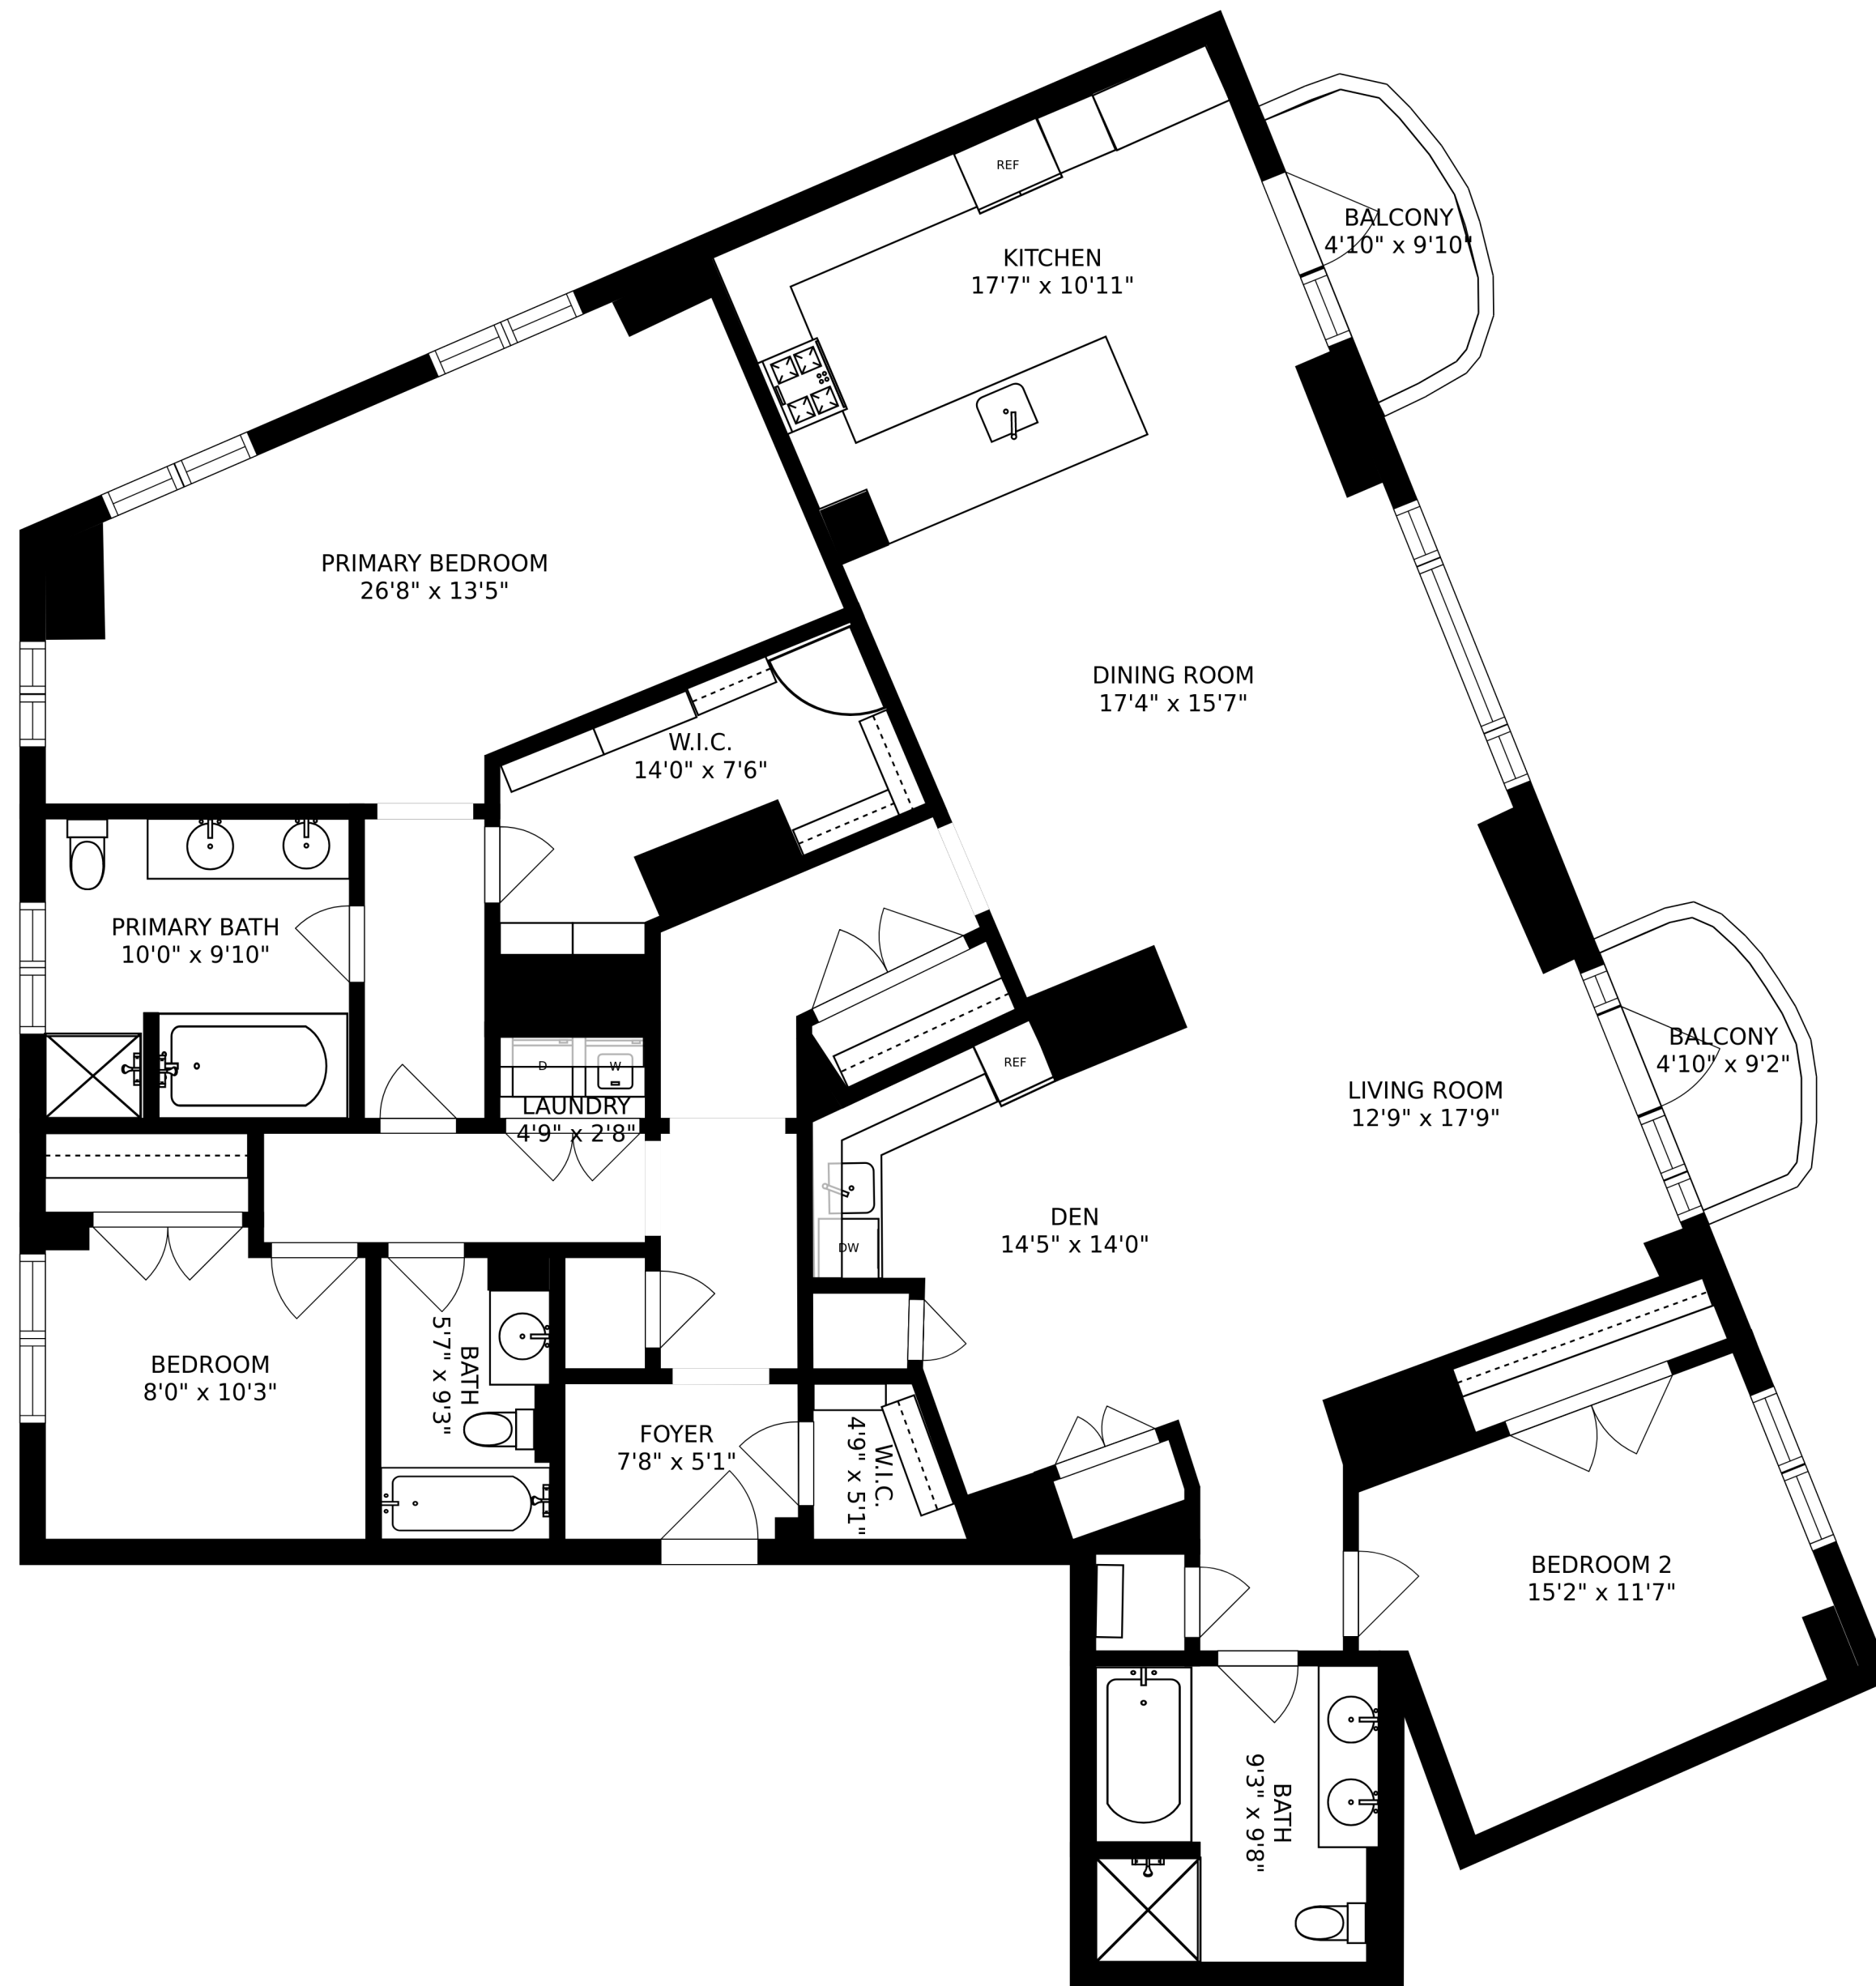 REF
BALCONY
4'10" x 9'10"
KITCHEN
17'7" x 10'11"
PRIMARY BEDROOM
26'8" x 13'5"
DINING ROOM
17'4" x 15'7"
W.I.C.
14'0" x 7'6"
PRIMARY BATH
10'0" x 9'10"
BALCONY
4'10" x 9'2"
REF
D
W
LIVING ROOM
12'9" x 17'9"
LAUNDRY
4'9" x 2'8"
DEN
14'5" x 14'0"
DW
BEDROOM
8'0" x 10'3"
BATH
5'7" x 9'3"
FOYER
7'8" x 5'1"
W.I.C.
4'9" x 5'1"
BEDROOM 2
15'2" x 11'7"
BATH
9'3" x 9'8"